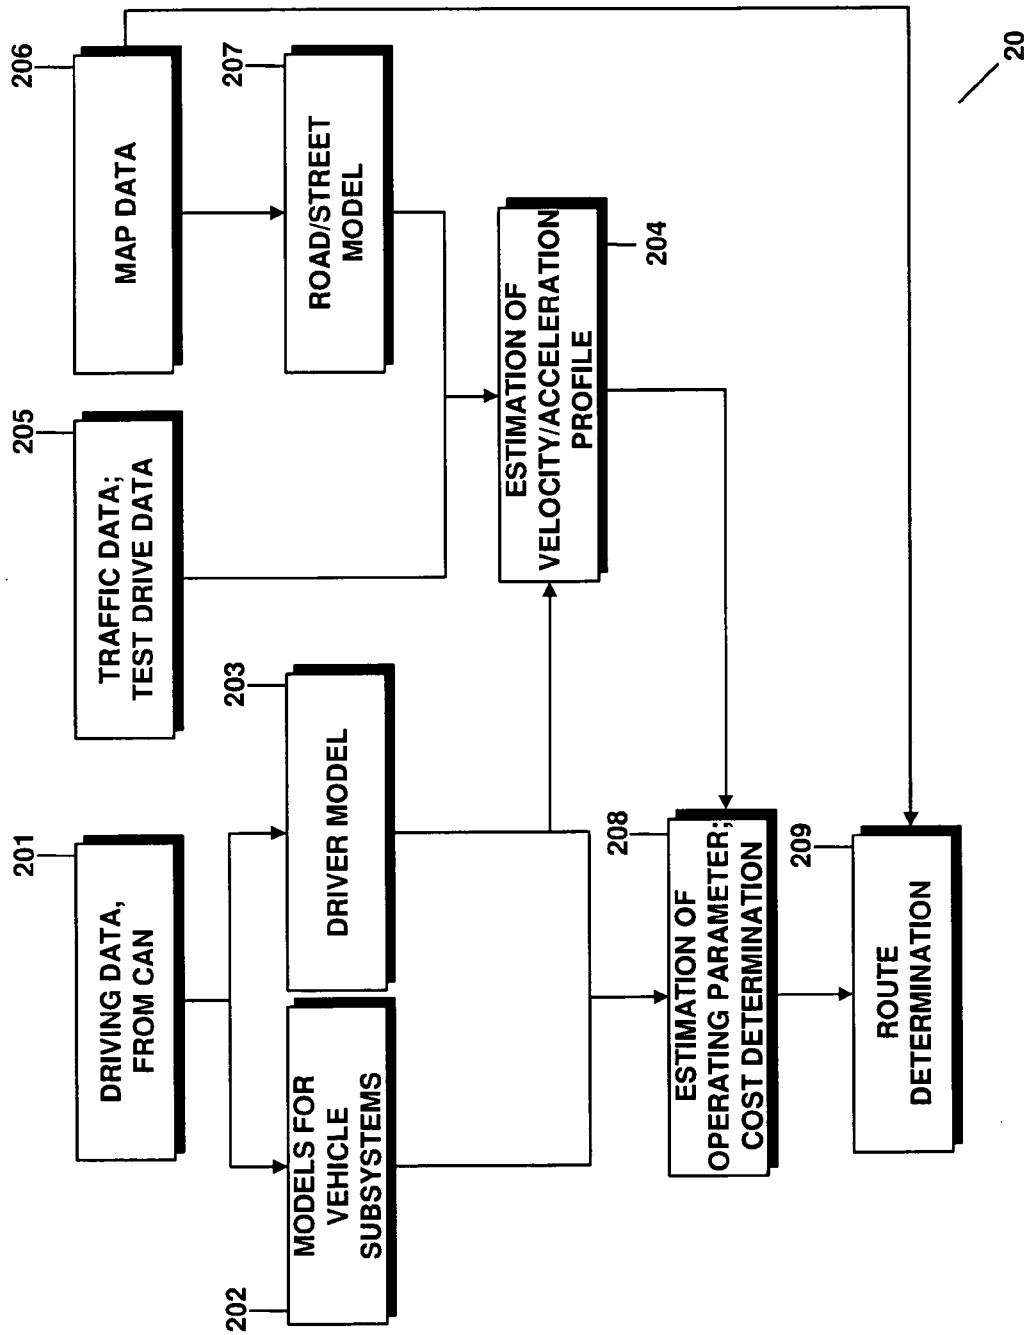 201
DRIVING DATA,
FROM CAN
205
TRAFFIC DATA;
TEST DRIVE DATA
206
MAP DATA
202
MODELS FOR
VEHICLE
SUBSYSTEMS
203
DRIVER MODEL
207
ROAD/STREET
MODEL
ESTIMATION OF
VELOCITY/ACCELERATION
PROFILE
204
208
ESTIMATION OF
OPERATING PARAMETER;
COST DETERMINATION
209
ROUTE
DETERMINATION
20